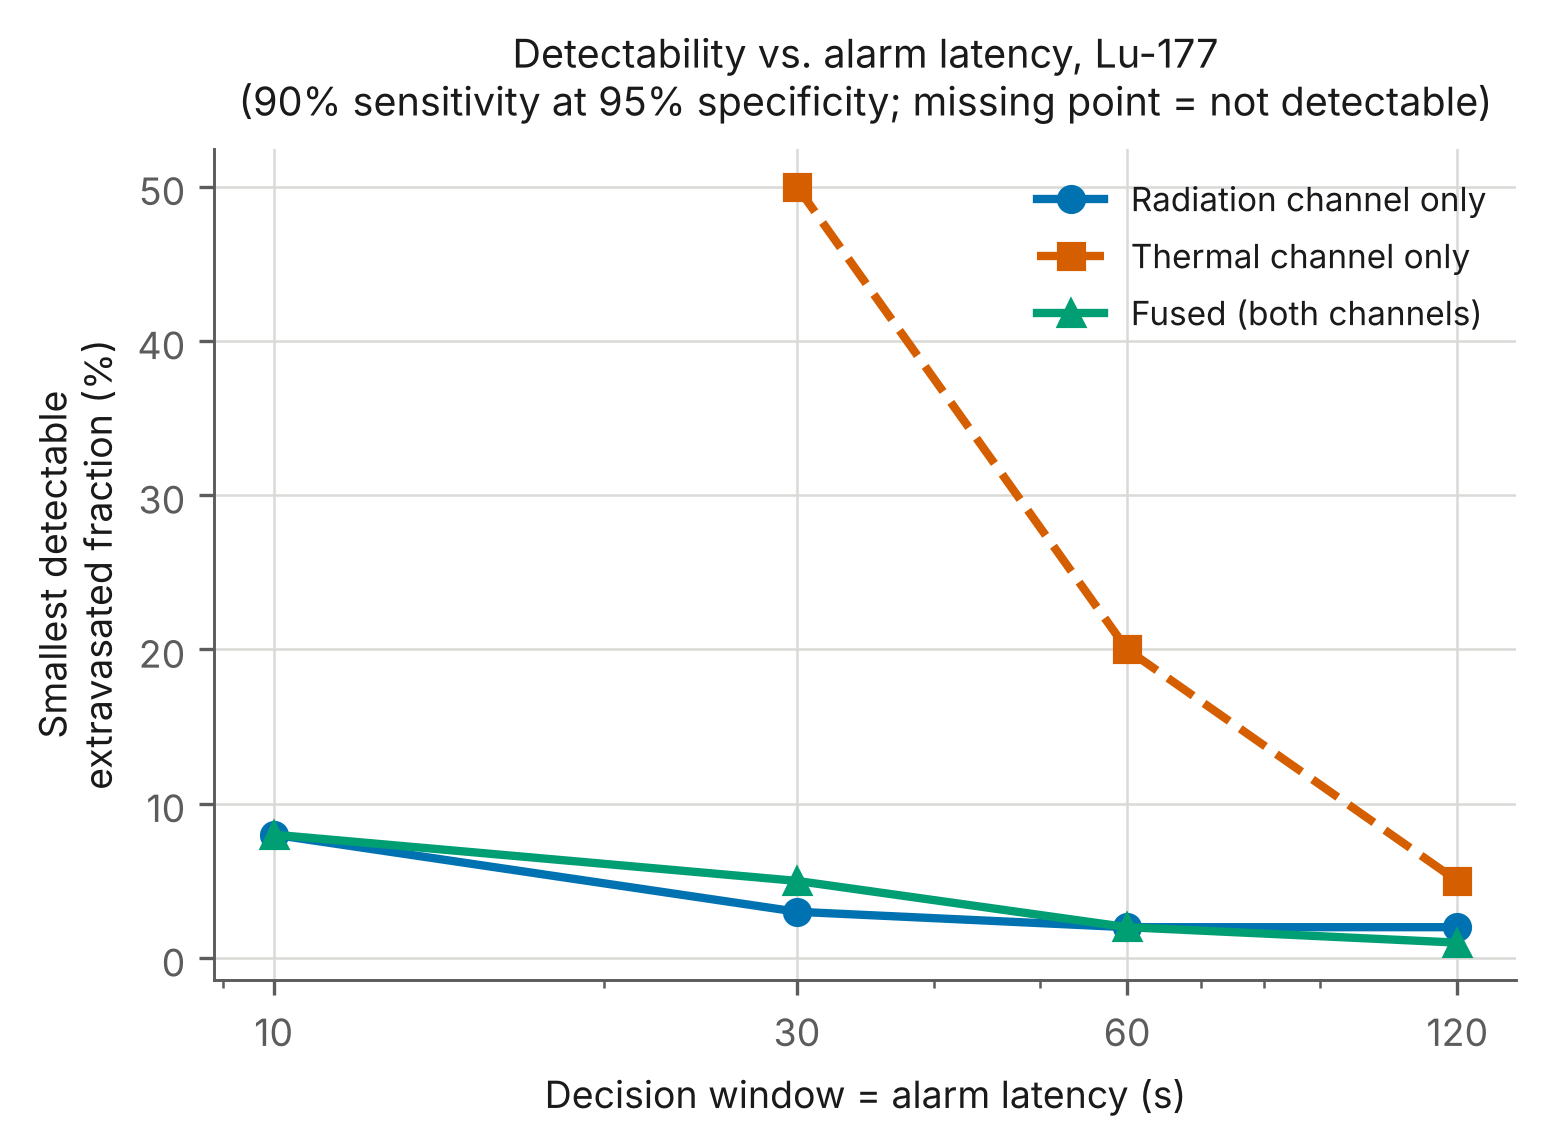 Detectability vs. alarm latency, Lu-177
(90% sensitivity at 95% specificity; missing point = not detectable)
Radiation channel only
Thermal channel only
Fused (both channels)
Smallest detectable
extravasated fraction (%)
50
40
30
20
10
0
10 30 60 120
Decision window = alarm latency (s)